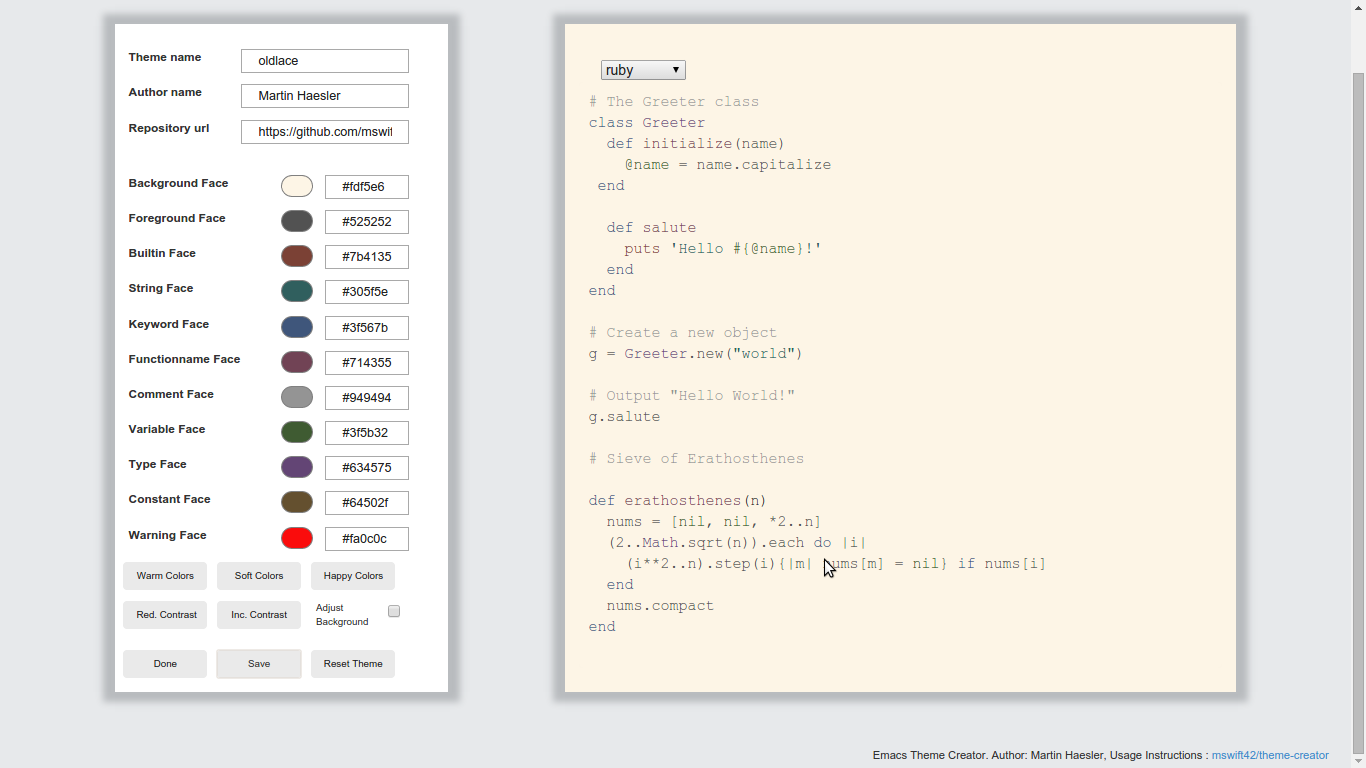 Theme name oldlace
Author name Martin Haesler
Repository url https://github.com/mswit
Background Face #fdf5e6
Foreground Face #525252
Builtin Face #7b4135
String Face #305f5e
Keyword Face #3f567b
Functionname Face #714355
Comment Face #949494
Variable Face #3f5b32
Type Face #634575
Constant Face #64502f
Warning Face #fa0c0c
Warm Colors Soft Colors Happy Colors
Red. Contrast Inc. Contrast Adjust
Background
Done Save Reset Theme
ruby
# The Greeter class
class Greeter
  def initialize(name)
    @name = name.capitalize
 end
  def salute
    puts 'Hello #{@name}!'
  end
end
# Create a new object
g = Greeter.new("world")
# Output "Hello World!"
g.salute
# Sieve of Erathosthenes
def erathosthenes(n)
  nums = [nil, nil, *2..n]
  (2..Math.sqrt(n)).each do |i|
    (i**2..n).step(i){|m| nums[m] = nil} if nums[i]
  end
  nums.compact
end
Emacs Theme Creator. Author: Martin Haesler, Usage Instructions : mswift42/theme-creator